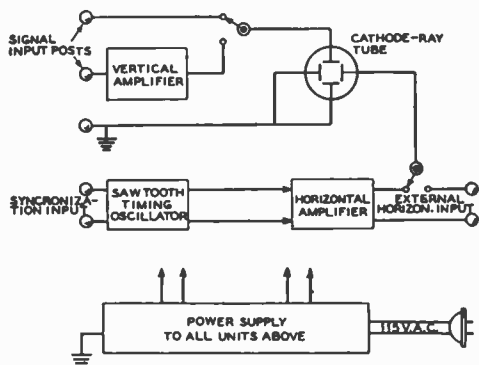 SIGNAL
INPUT POSTS
VERTICAL
AMPLIFIER
CATHODE-RAY
TUBE
SYNCRONIZA-
TION INPUT
SAW TOOTH
TIMING
OSCILLATOR
HORIZONTAL
AMPLIFIER
EXTERNAL
HORIZON. INPUT
POWER SUPPLY
TO ALL UNITS ABOVE
115 V. A.C.